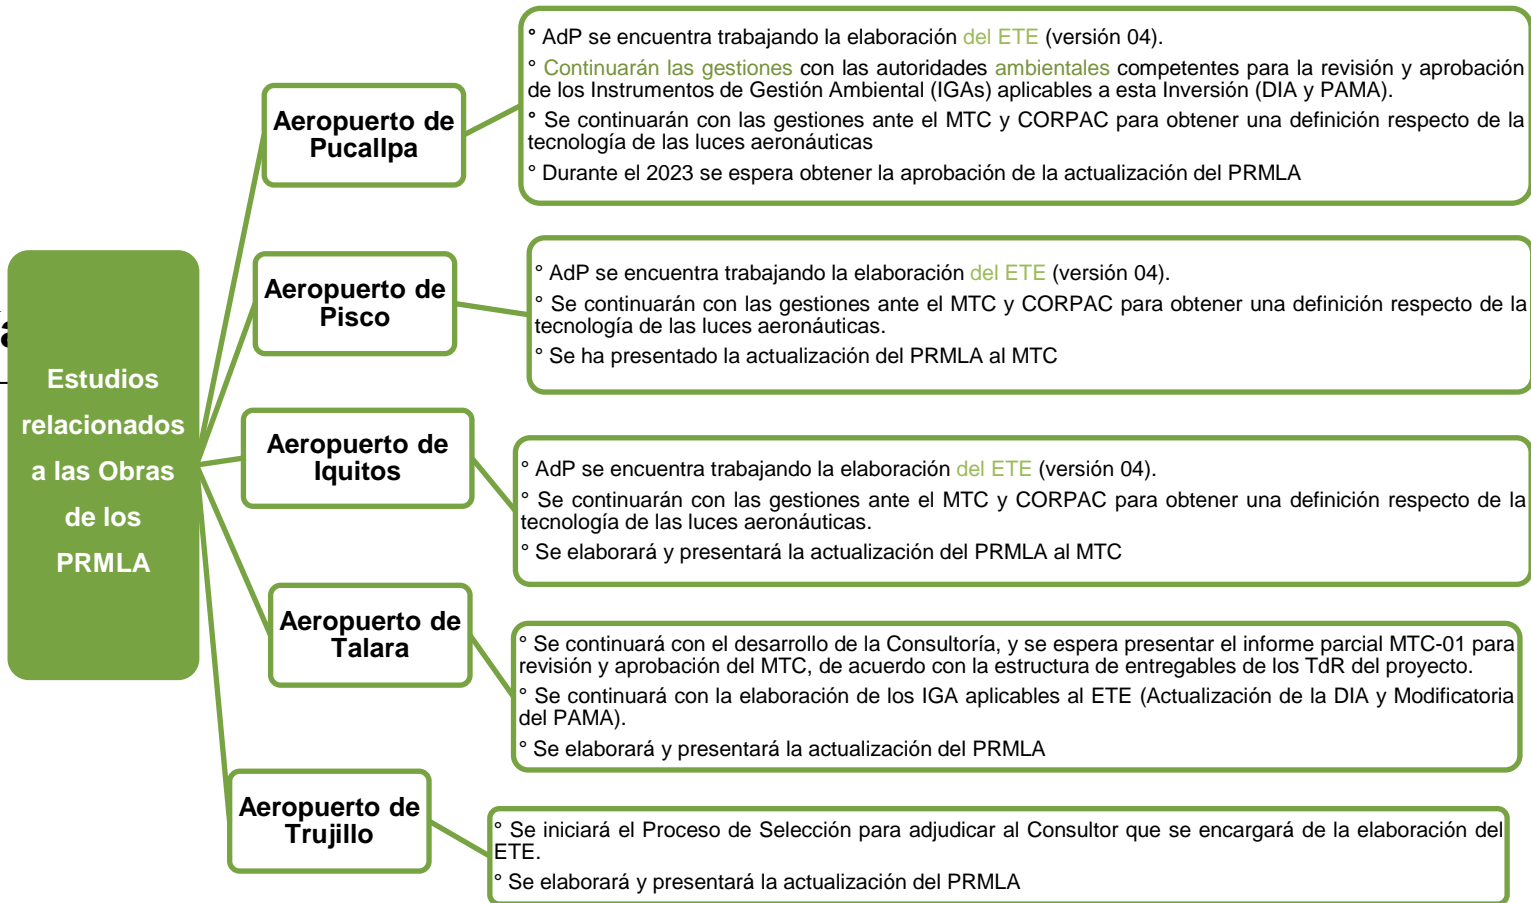 Estudios
relacionados
a las Obras
de los
PRMLA
Aeropuerto de
Pucallpa
° AdP se encuentra trabajando la elaboración del ETE (versión 04).
° Continuarán las gestiones con las autoridades ambientales competentes para la revisión y aprobación
de los Instrumentos de Gestión Ambiental (IGAs) aplicables a esta Inversión (DIA y PAMA).
° Se continuarán con las gestiones ante el MTC y CORPAC para obtener una definición respecto de la
tecnología de las luces aeronáuticas
° Durante el 2023 se espera obtener la aprobación de la actualización del PRMLA
Aeropuerto de
Pisco
° AdP se encuentra trabajando la elaboración del ETE (versión 04).
° Se continuarán con las gestiones ante el MTC y CORPAC para obtener una definición respecto de la
tecnología de las luces aeronáuticas.
° Se ha presentado la actualización del PRMLA al MTC
Aeropuerto de
Iquitos
° AdP se encuentra trabajando la elaboración del ETE (versión 04).
° Se continuarán con las gestiones ante el MTC y CORPAC para obtener una definición respecto de la
tecnología de las luces aeronáuticas.
° Se elaborará y presentará la actualización del PRMLA al MTC
Aeropuerto de
Talara
° Se continuará con el desarrollo de la Consultoría, y se espera presentar el informe parcial MTC-01 para
revisión y aprobación del MTC, de acuerdo con la estructura de entregables de los TdR del proyecto.
° Se continuará con la elaboración de los IGA aplicables al ETE (Actualización de la DIA y Modificatoria
del PAMA).
° Se elaborará y presentará la actualización del PRMLA
Aeropuerto de
Trujillo
° Se iniciará el Proceso de Selección para adjudicar al Consultor que se encargará de la elaboración del
ETE.
° Se elaborará y presentará la actualización del PRMLA